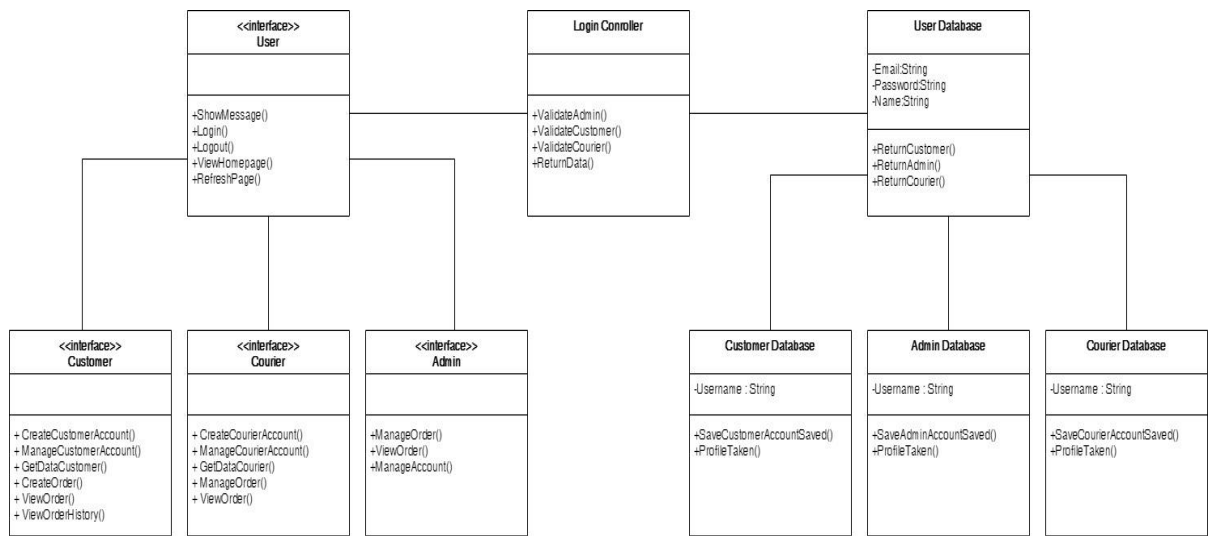 <<interface>>
User
+ShowMessage()
+Login()
+Logout()
+ViewHomepage()
+RefreshPage()
Login Conroller
+ValidateAdmin()
+ValidateCustomer()
+ValidateCourier()
+ReturnData()
User Database
-Email:String
-Password:String
-Name:String
+ReturnCustomer()
+ReturnAdmin()
+ReturnCourier()
<<interface>>
Customer
+ CreateCustomerAccount()
+ ManageCustomerAccount()
+ GetDataCustomer()
+ CreateOrder()
+ ViewOrder()
+ ViewOrderHistory()
<<interface>>
Courier
+ CreateCourierAccount()
+ ManageCourierAccount()
+ GetDataCourier()
+ ManageOrder()
+ ViewOrder()
<<interface>>
Admin
+ManageOrder()
+ViewOrder()
+ManageAccount()
Customer Database
-Username : String
+SaveCustomerAccountSaved()
+ProfileTaken()
Admin Database
-Username : String
+SaveAdminAccountSaved()
+ProfileTaken()
Courier Database
-Username : String
+SaveCourierAccountSaved()
+ProfileTaken()